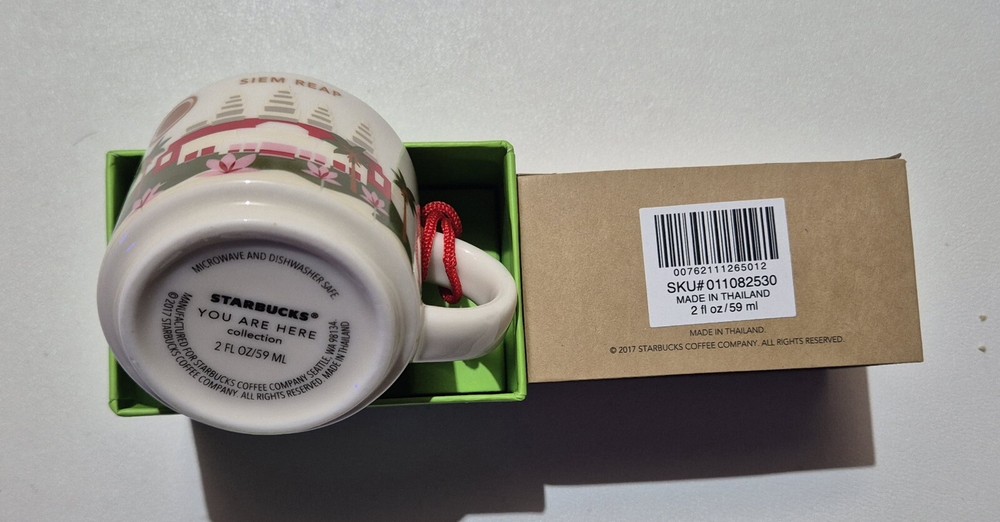 SIEM REAP
MICROWAVE AND DISHWASHER SAFE
STARBUCKS®
YOU ARE HERE
collection
2 FL OZ/59 ML
MANUFACTURED FOR STARBUCKS COFFEE COMPANY SEATTLE, WA 98134
© 2017 STARBUCKS COFFEE COMPANY. ALL RIGHTS RESERVED. MADE IN THAILAND
00762111265012
SKU#011082530
MADE IN THAILAND
2 fl oz/59 ml
MADE IN THAILAND.
© 2017 STARBUCKS COFFEE COMPANY. ALL RIGHTS RESERVED.